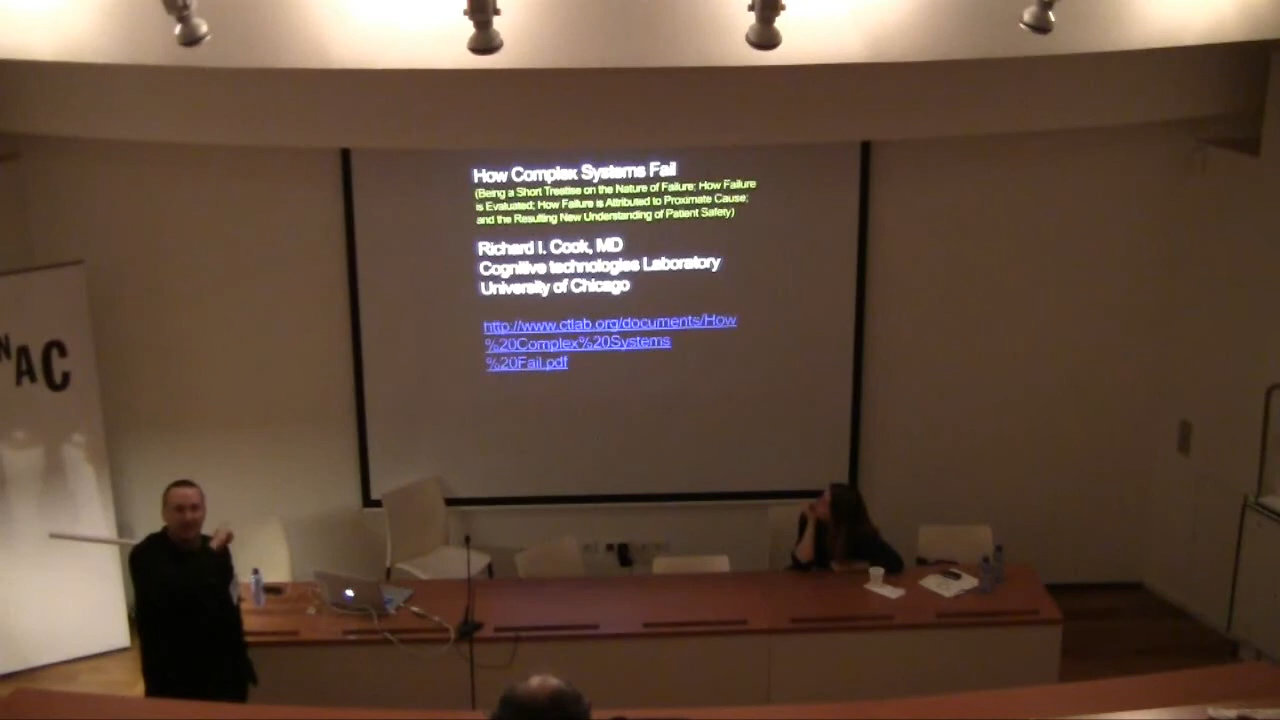 How Complex Systems Fail
(Being a Short Treatise on the Nature of Failure; How Failure
is Evaluated; How Failure is Attributed to Proximate Cause;
and the Resulting New Understanding of Patient Safety)
Richard I. Cook, MD
Cognitive technologies Laboratory
University of Chicago
http://www.ctlab.org/documents/How
%20Complex%20Systems
%20Fail.pdf
NAC